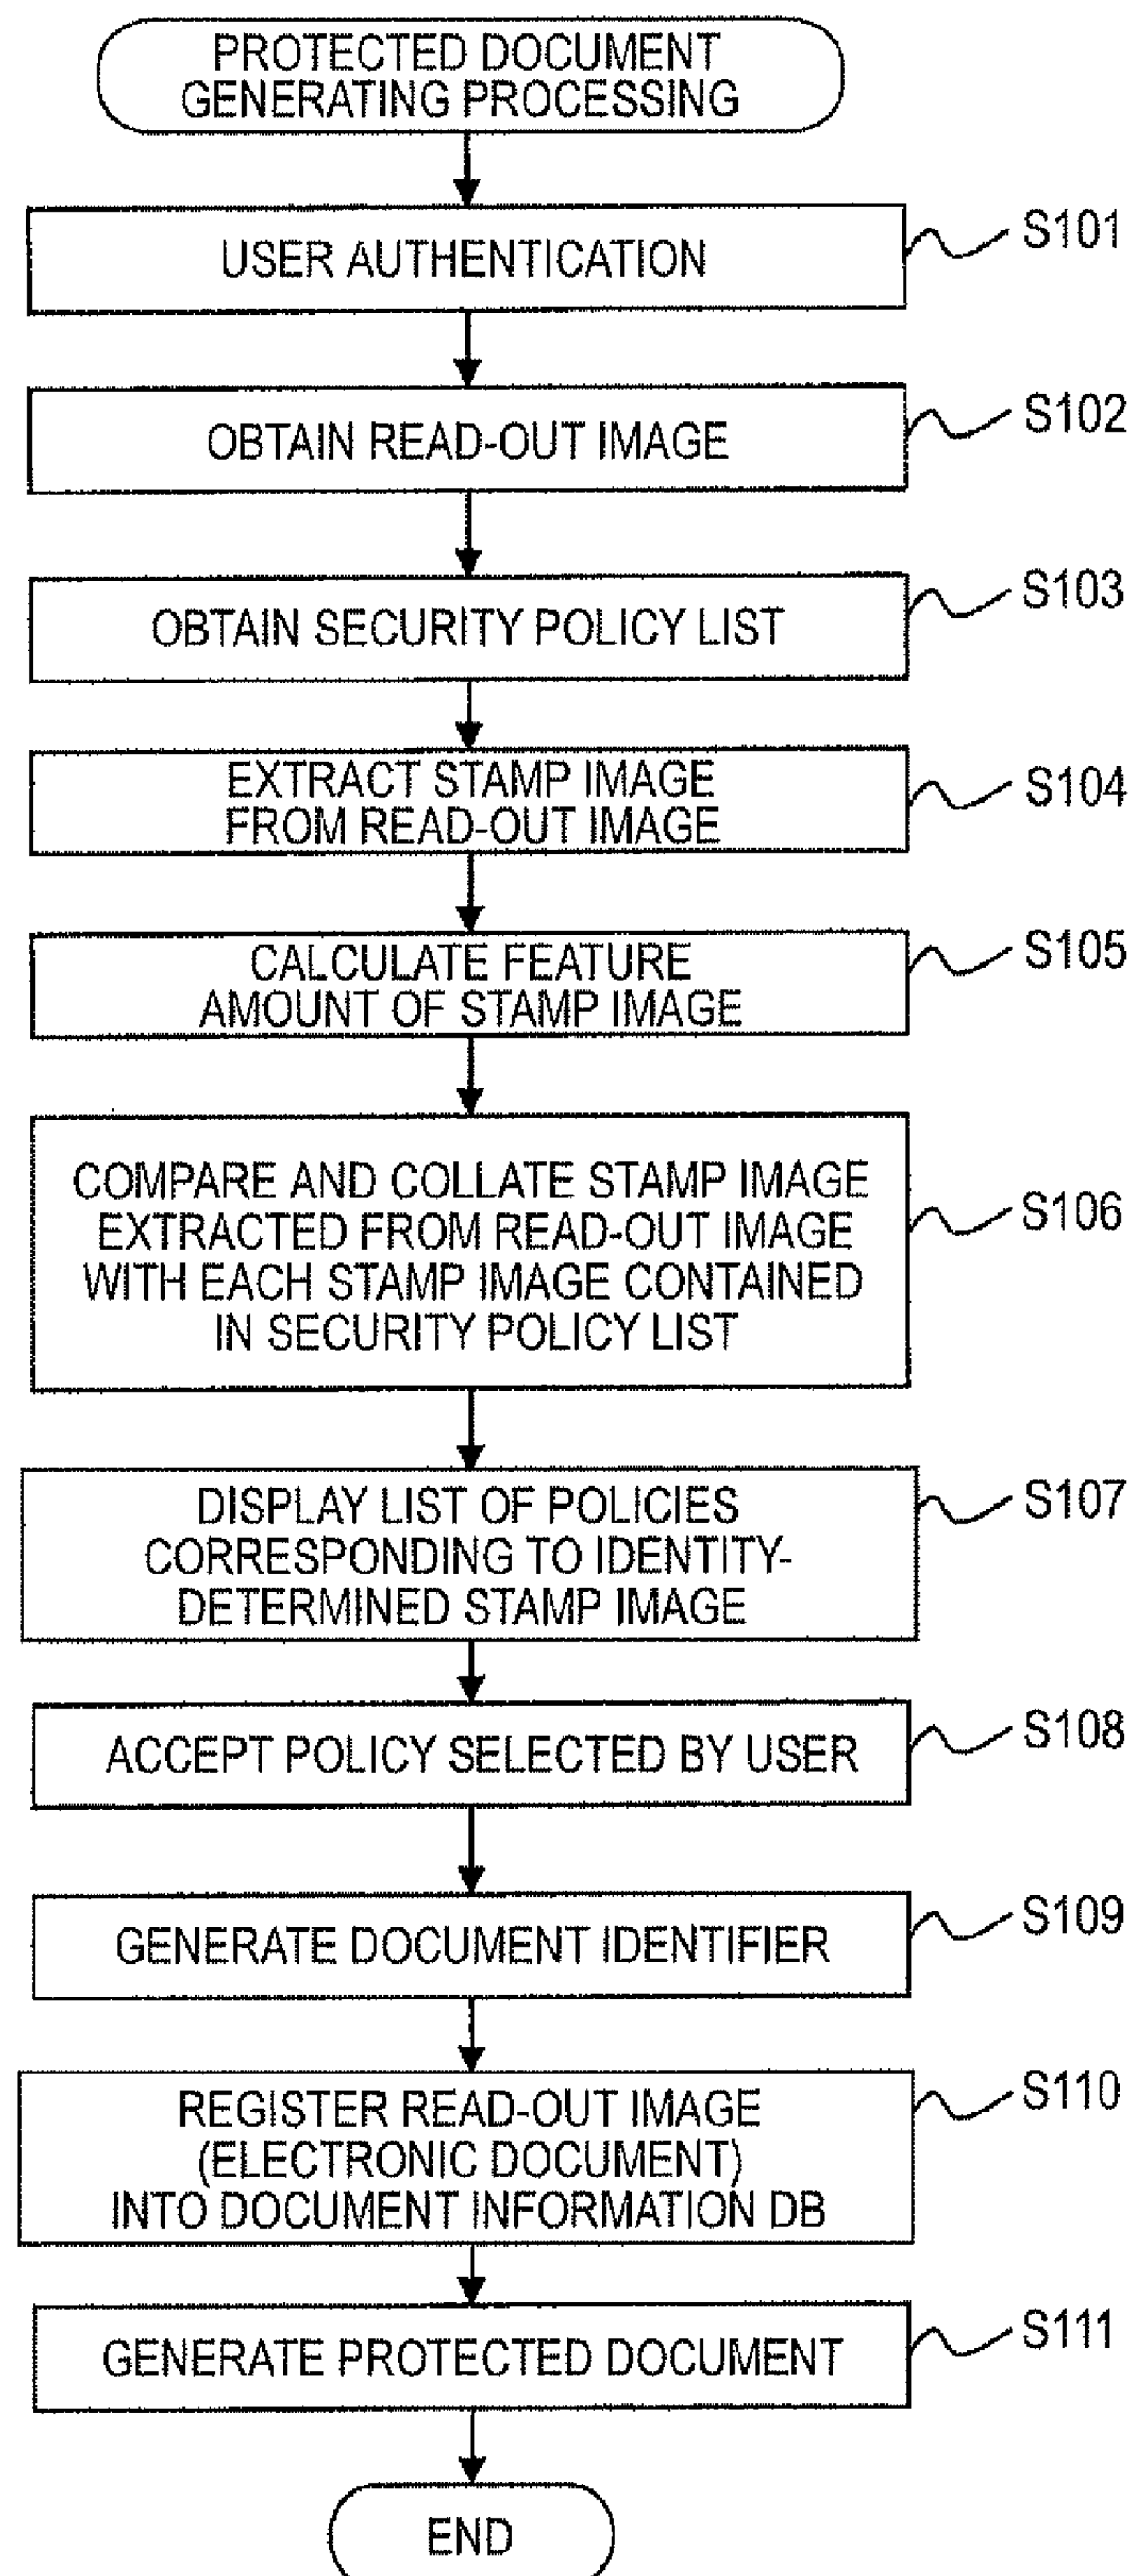 PROTECTED DOCUMENT
GENERATING PROCESSING
USER AUTHENTICATION
S101
OBTAIN READ-OUT IMAGE
S102
OBTAIN SECURITY POLICY LIST
S103
EXTRACT STAMP IMAGE
FROM READ-OUT IMAGE
S104
CALCULATE FEATURE
AMOUNT OF STAMP IMAGE
S105
COMPARE AND COLLATE STAMP IMAGE
EXTRACTED FROM READ-OUT IMAGE
WITH EACH STAMP IMAGE CONTAINED
IN SECURITY POLICY LIST
S106
DISPLAY LIST OF POLICIES
CORRESPONDING TO IDENTITY-
DETERMINED STAMP IMAGE
S107
ACCEPT POLICY SELECTED BY USER
S108
GENERATE DOCUMENT IDENTIFIER
S109
REGISTER READ-OUT IMAGE
(ELECTRONIC DOCUMENT)
INTO DOCUMENT INFORMATION DB
S110
GENERATE PROTECTED DOCUMENT
S111
END